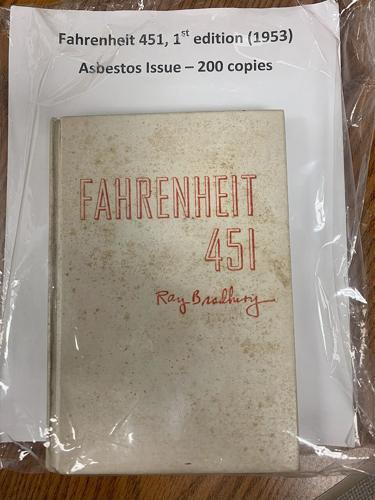 Fahrenheit 451, 1st edition (1953)
Asbestos Issue – 200 copies
FAHRENHEIT
451
Ray Bradbury